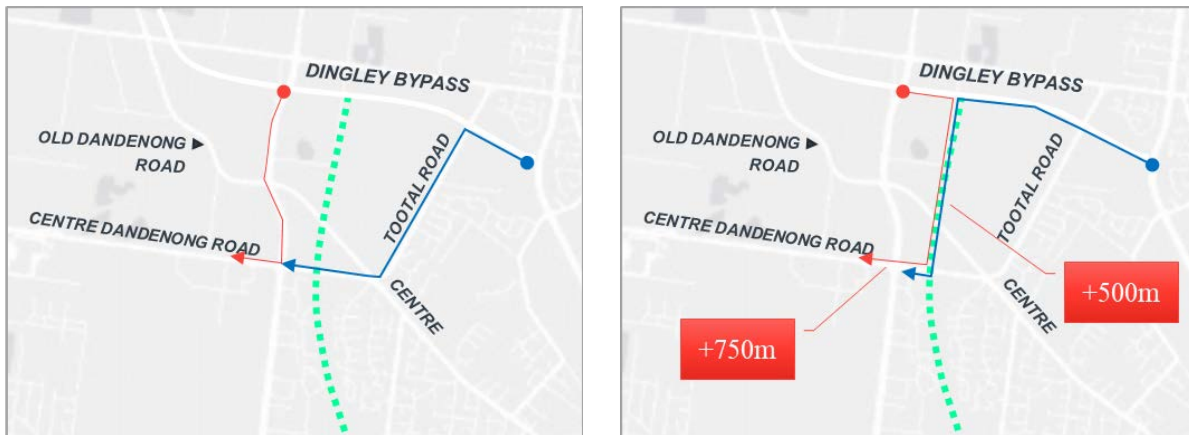 DINGLEY BYPASS
OLD DANDENONG ►
ROAD
TOOTAL ROAD
CENTRE DANDENONG ROAD
CENTRE
DINGLEY BYPASS
OLD DANDENONG ►
ROAD
TOOTAL ROAD
CENTRE DANDENONG ROAD
CENTRE
+500m
+750m